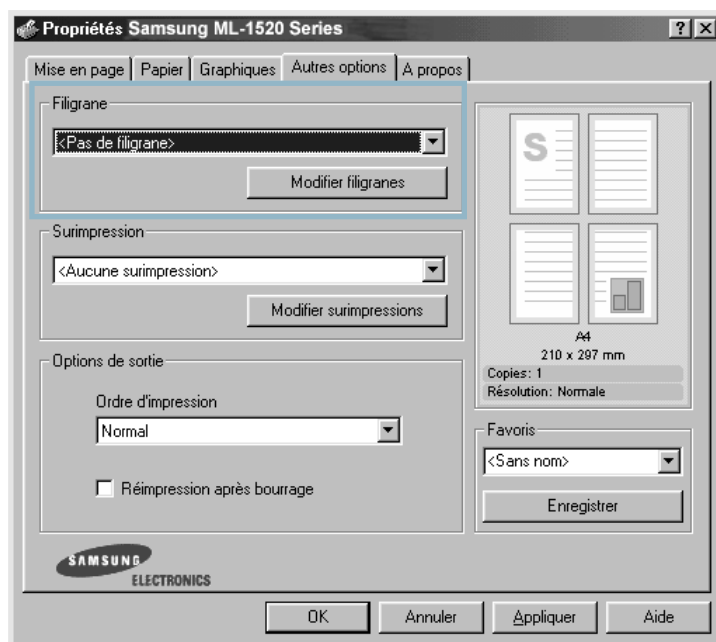 Propriétés Samsung ML-1520 Series
Mise en page
Papier
Graphiques
Autres options
A propos
Filigrane
<Pas de filigrane>
Modifier filigranes
Surimpression
<Aucune surimpression>
Modifier surimpressions
Options de sortie
Ordre d'impression
Normal
Réimpression après bourrage
S
A4
210 x 297 mm
Copies: 1
Résolution: Normale
Favoris
<Sans nom>
Enregistrer
SAMSUNG
ELECTRONICS
OK
Annuler
Appliquer
Aide